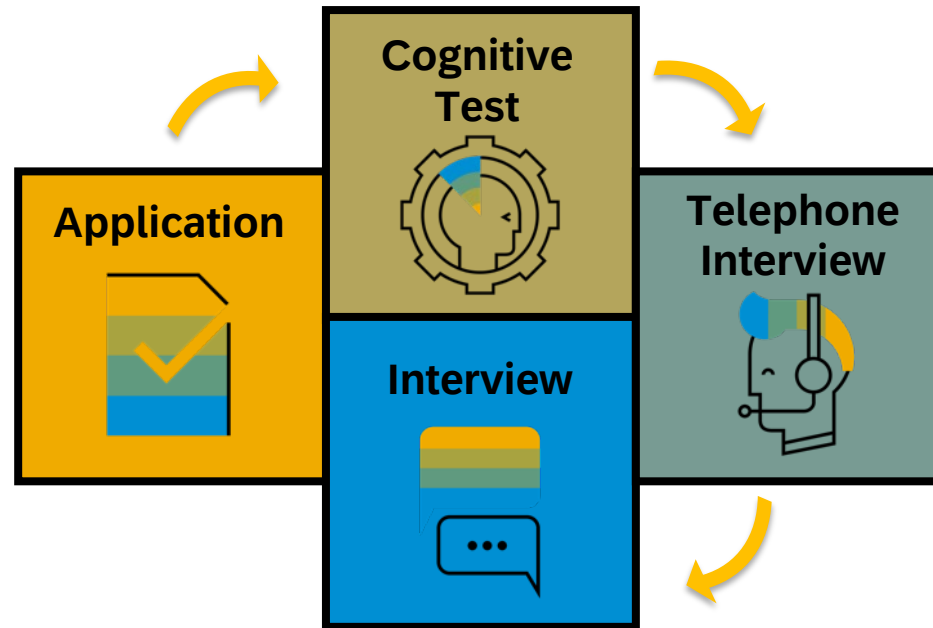 Application
Cognitive
Test
Telephone
Interview
Interview